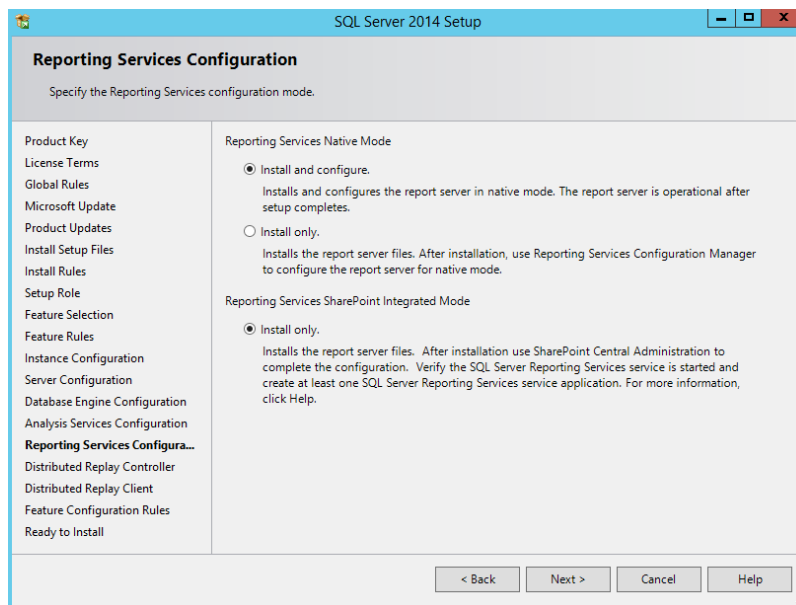 SQL Server 2014 Setup
Reporting Services Configuration
Specify the Reporting Services configuration mode.
Product Key
License Terms
Global Rules
Microsoft Update
Product Updates
Install Setup Files
Install Rules
Setup Role
Feature Selection
Feature Rules
Instance Configuration
Server Configuration
Database Engine Configuration
Analysis Services Configuration
Reporting Services Configura...
Distributed Replay Controller
Distributed Replay Client
Feature Configuration Rules
Ready to Install
Reporting Services Native Mode
Install and configure.
Installs and configures the report server in native mode. The report server is operational after
setup completes.
Install only.
Installs the report server files. After installation, use Reporting Services Configuration Manager
to configure the report server for native mode.
Reporting Services SharePoint Integrated Mode
Install only.
Installs the report server files. After installation use SharePoint Central Administration to
complete the configuration. Verify the SQL Server Reporting Services service is started and
create at least one SQL Server Reporting Services service application. For more information,
click Help.
< Back
Next >
Cancel
Help